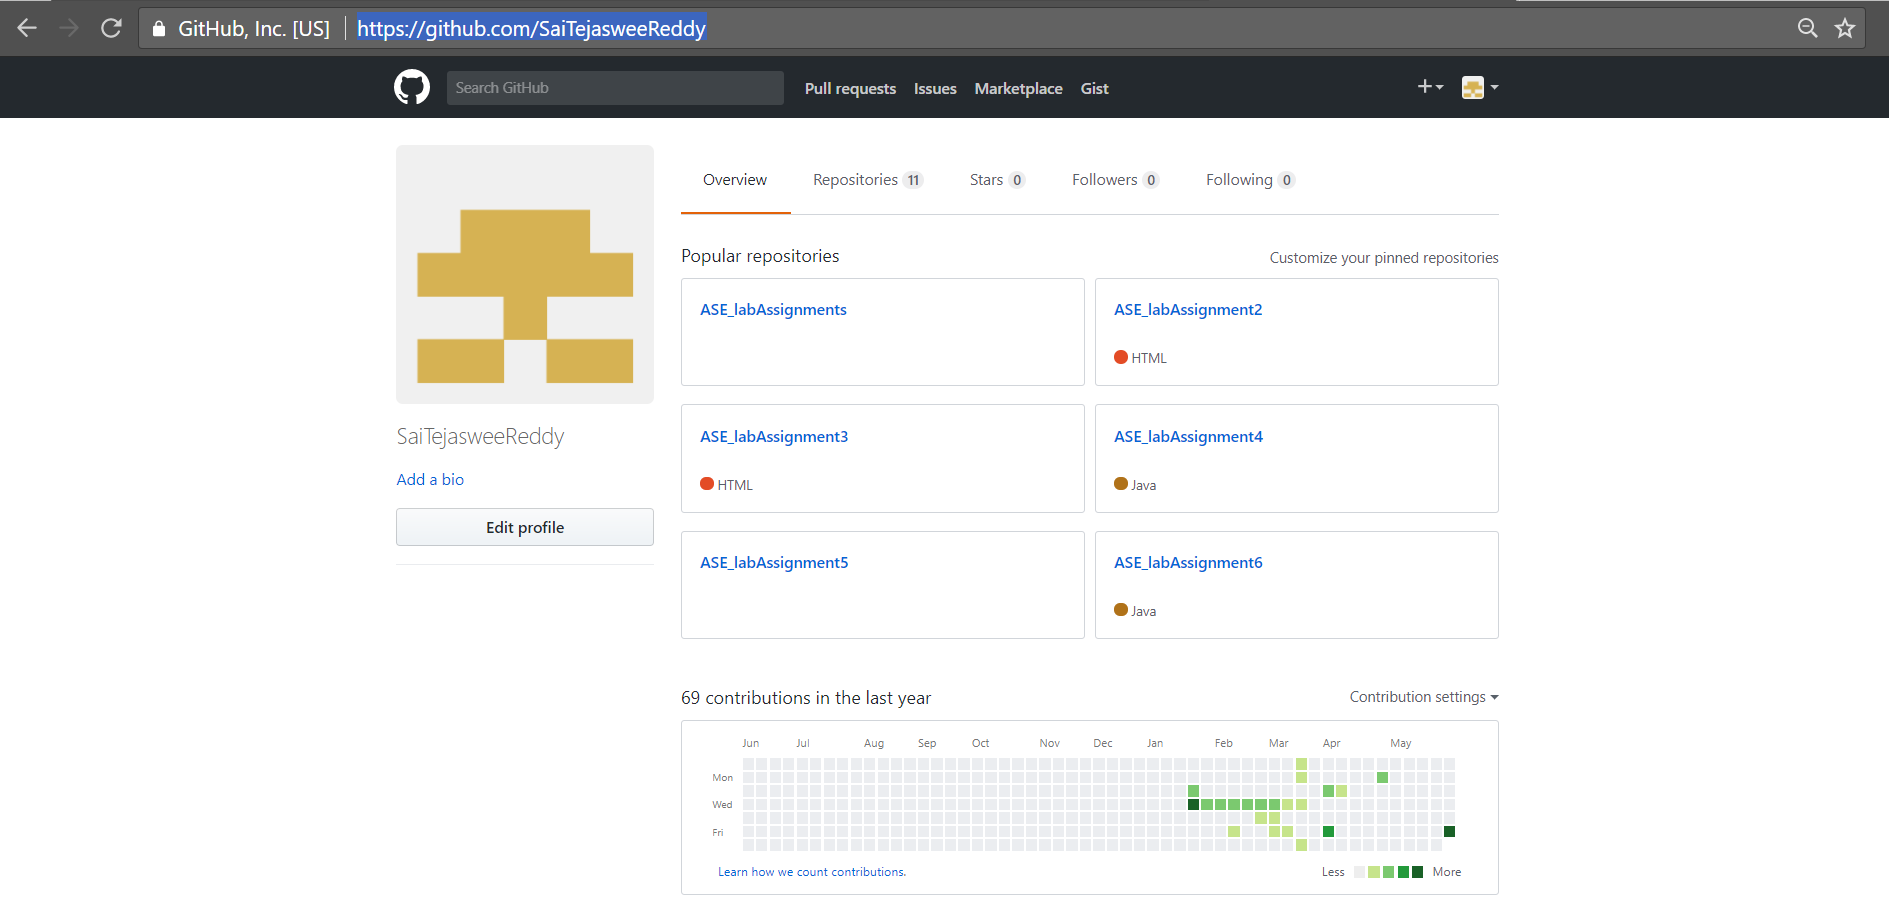 GitHub, Inc. [US] https://github.com/SaiTejasweeReddy
Search GitHub Pull requests Issues Marketplace Gist
Overview Repositories 11 Stars 0 Followers 0 Following 0
Popular repositories Customize your pinned repositories
ASE_labAssignments ASE_labAssignment2
HTML
ASE_labAssignment3 ASE_labAssignment4
HTML Java
ASE_labAssignment5 ASE_labAssignment6
Java
SaiTejasweeReddy
Add a bio
Edit profile
69 contributions in the last year Contribution settings
Jun Jul Aug Sep Oct Nov Dec Jan Feb Mar Apr May
Mon
Wed
Fri
Learn how we count contributions. Less More